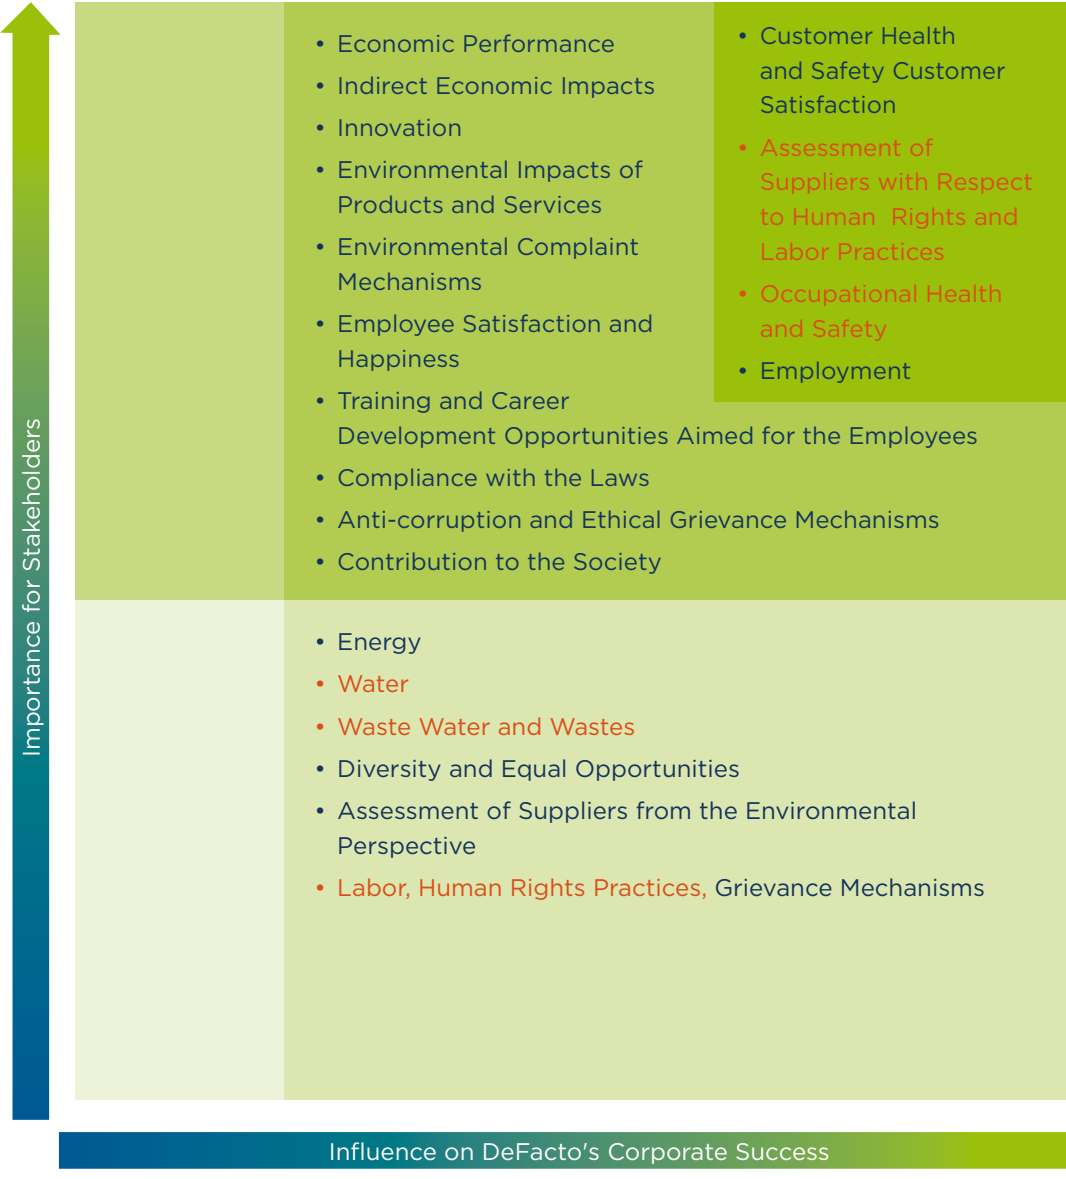 • Economic Performance
• Indirect Economic Impacts
• Innovation
• Environmental Impacts of
Products and Services
• Environmental Complaint
Mechanisms
• Employee Satisfaction and
Happiness
• Training and Career
Development Opportunities Aimed for the Employees
• Compliance with the Laws
• Anti-corruption and Ethical Grievance Mechanisms
• Contribution to the Society
• Customer Health
and Safety Customer
Satisfaction
• Assessment of
Suppliers with Respect
to Human Rights and
Labor Practices
• Occupational Health
and Safety
• Employment
• Energy
• Water
• Waste Water and Wastes
• Diversity and Equal Opportunities
• Assessment of Suppliers from the Environmental
Perspective
• Labor, Human Rights Practices, Grievance Mechanisms
Importance for Stakeholders
Influence on DeFacto's Corporate Success